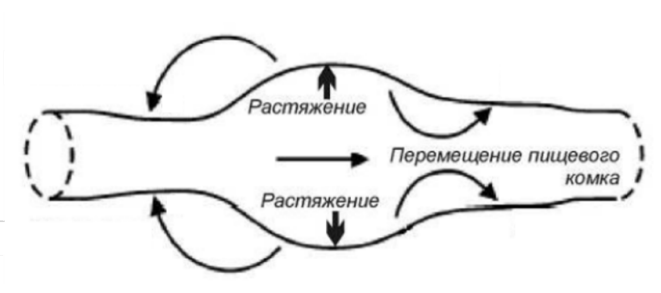 Растяжение
Перемещение пищевого
комка
Растяжение